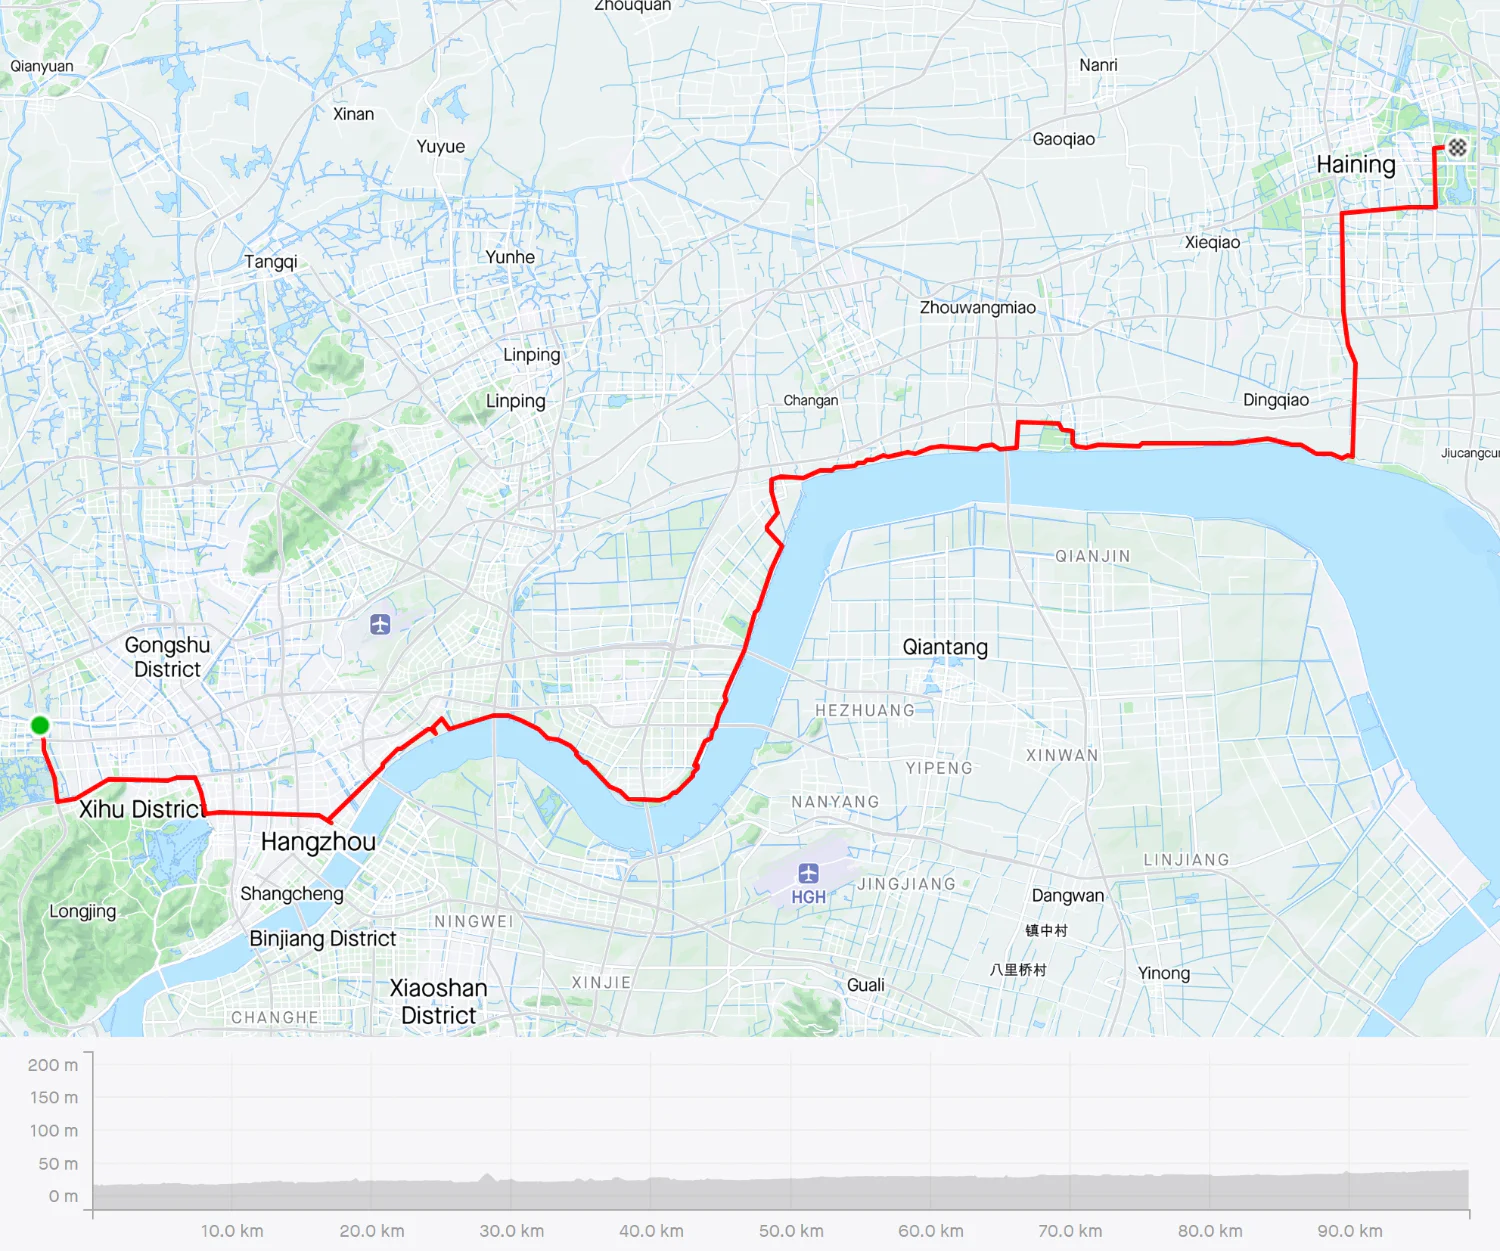 Zhouquan
Qianyuan
Nanri
Xinan
Yuyue
Gaoqiao
Haining
Xieqiao
Yunhe
Tangqi
Zhouwangmiao
Linping
Linping
Changan
Dingqiao
Jiucangcun
QIANJIN
Gongshu
District
Qiantang
HEZHUANG
XINWAN
YIPENG
NANYANG
Xihu District
Hangzhou
LINJIANG
HGH
JINGJIANG
Shangcheng
Dangwan
Longjing
NINGWEI
镇中村
Binjiang District
八里桥村
Yinong
XINJIE
Guali
Xiaoshan
District
CHANGHE
200 m
150 m
100 m
50 m
0 m
10.0 km 20.0 km 30.0 km 40.0 km 50.0 km 60.0 km 70.0 km 80.0 km 90.0 km